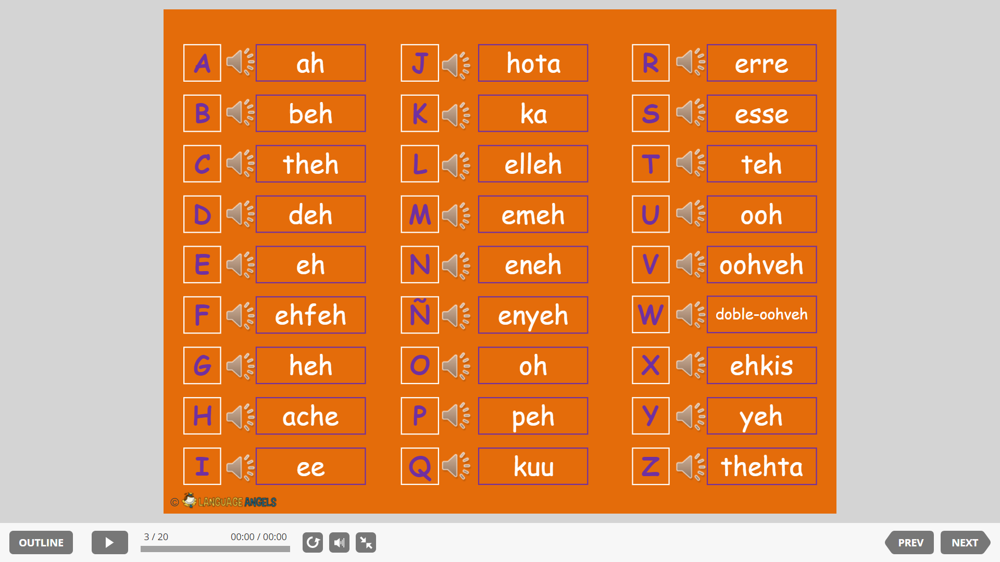 A ah
B beh
C theh
D deh
E eh
F ehfeh
G heh
H ache
I ee
J hota
K ka
L elleh
M emeh
N eneh
Ñ enyeh
O oh
P peh
Q kuu
R erre
S esse
T teh
U ooh
V oohveh
W doble-oohveh
X ehkis
Y yeh
Z thehta
© LANGUAGE ANGELS
OUTLINE
3 / 20
00:00 / 00:00
PREV
NEXT